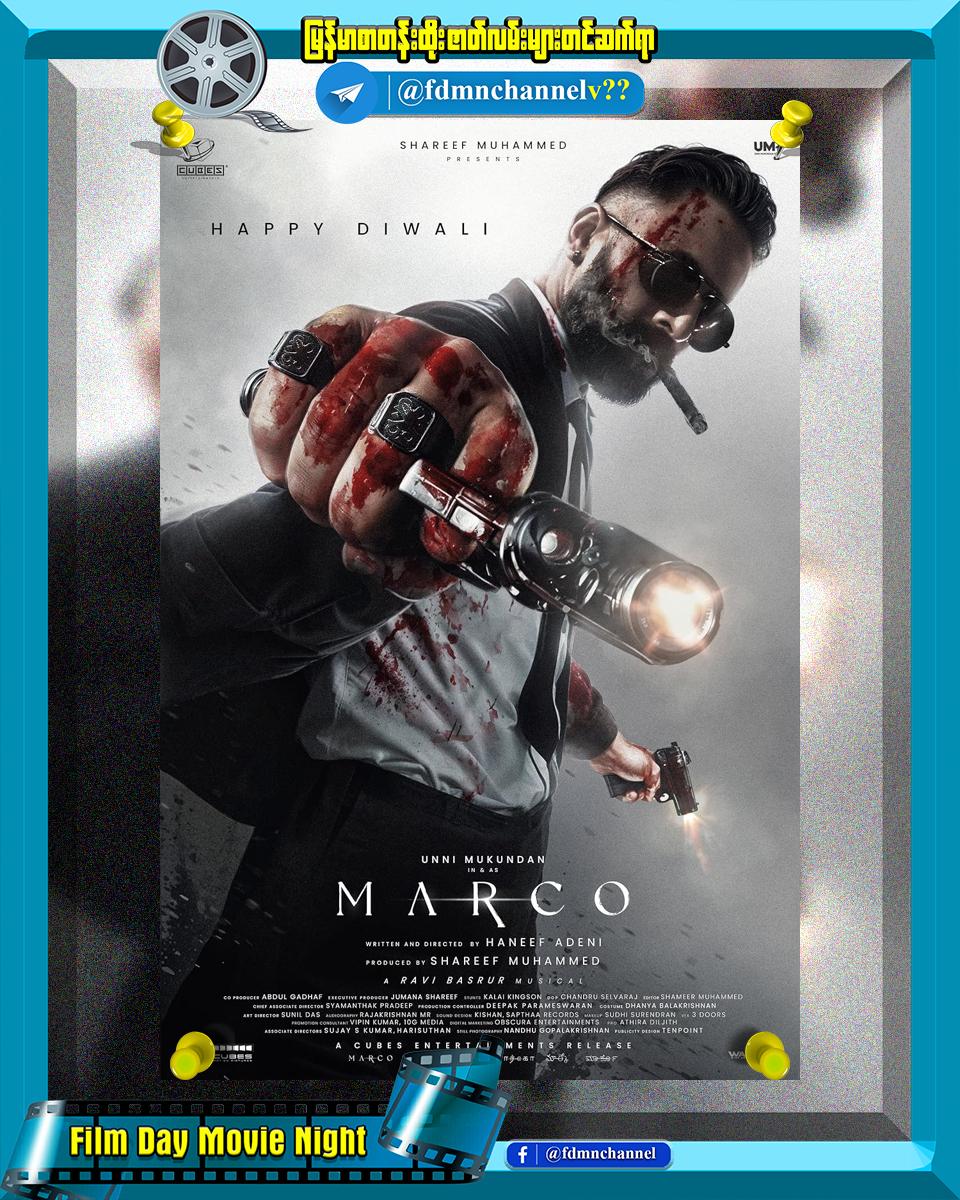 မြန်မာစာတန်းထိုးဇာတ်လမ်းများတင်ဆက်ရာ
@fdmnchannelv??
SHAREEF MUHAMMED
PRESENTS
CUBES
UM
HAPPY DIWALI
UNNI MUKUNDAN
IN & AS
MARCO
WRITTEN AND DIRECTED BY HANEEF ADENI
PRODUCED BY SHAREEF MUHAMMED
A RAVI BASRUR MUSICAL
CO PRODUCER ABDUL GADHAF EXECUTIVE PRODUCER JUMANA SHAREEF STUNTS KALAI KINGSON DOP CHANDRU SELVARAJ EDITOR SHAMEER MUHAMMED
CHIEF ASSOCIATE DIRECTOR SYAMANTHAK PRADEEP PRODUCTION CONTROLLER DEEPAK PARAMESWARAN COSTUME DHANYA BALAKRISHNAN
ART DIRECTOR SUNIL DAS AUDIOGRAPHY RAJAKRISHNAN MR SOUND DESIGN KISHAN, SAPTHAA RECORDS MAKEUP SUDHI SURENDRAN VFX 3 DOORS
PROMOTION CONSULTANT VIPIN KUMAR, 10G MEDIA DIGITAL MARKETING OBSCURA ENTERTAINMENTS PRO ATHIRA DILJITH
ASSOCIATE DIRECTORS SUJAY S KUMAR, HARISUTHAN STILL PHOTOGRAPHY NANDHU GOPALAKRISHNAN PUBLICITY DESIGN TENPOINT
A CUBES ENTERTAINMENTS RELEASE
CUBES
MARCO
Film Day Movie Night
@fdmnchannel